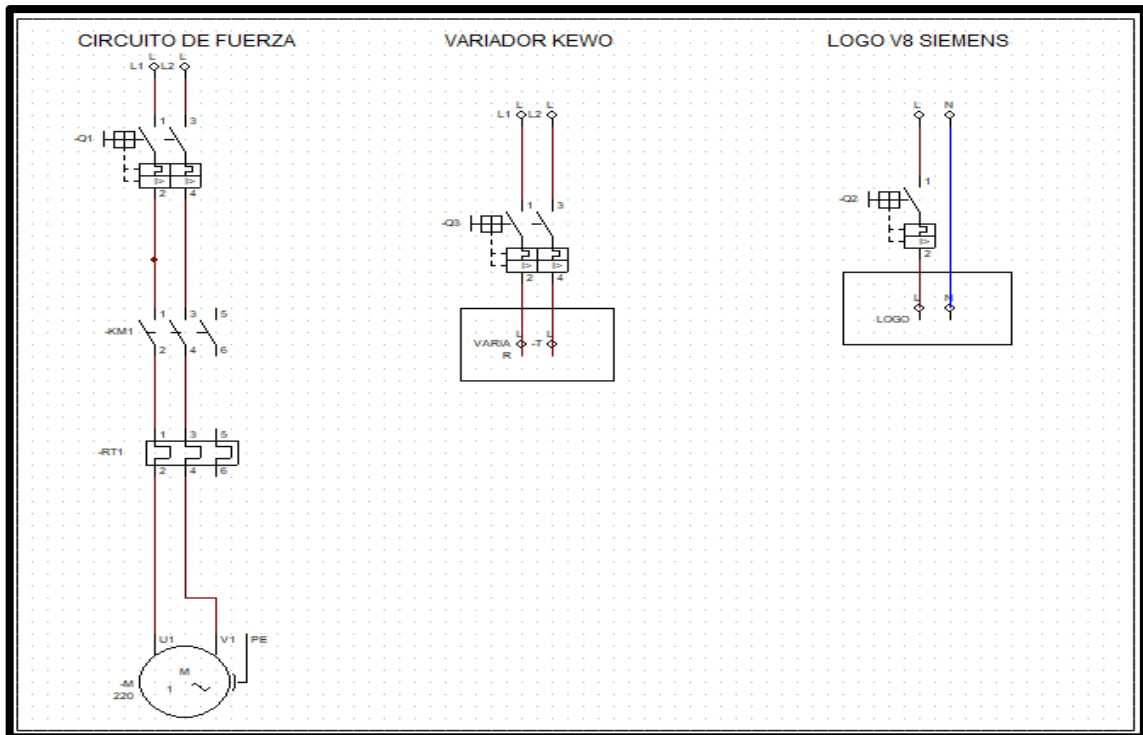 CIRCUITO DE FUERZA
L L
L1 L2
1 3
-Q1
I> I>
2 4
1 3 5
-KM1
2 4 6
1 3 5
-RT1
2 4 6
U1 V1 PE
M
1
-M
220
VARIADOR KEWO
L L
L1 L2
1 3
-Q3
I> I>
2 4
L L
VARIA -T
R
LOGO V8 SIEMENS
L N
1
-Q2
I>
2
L N
LOGO